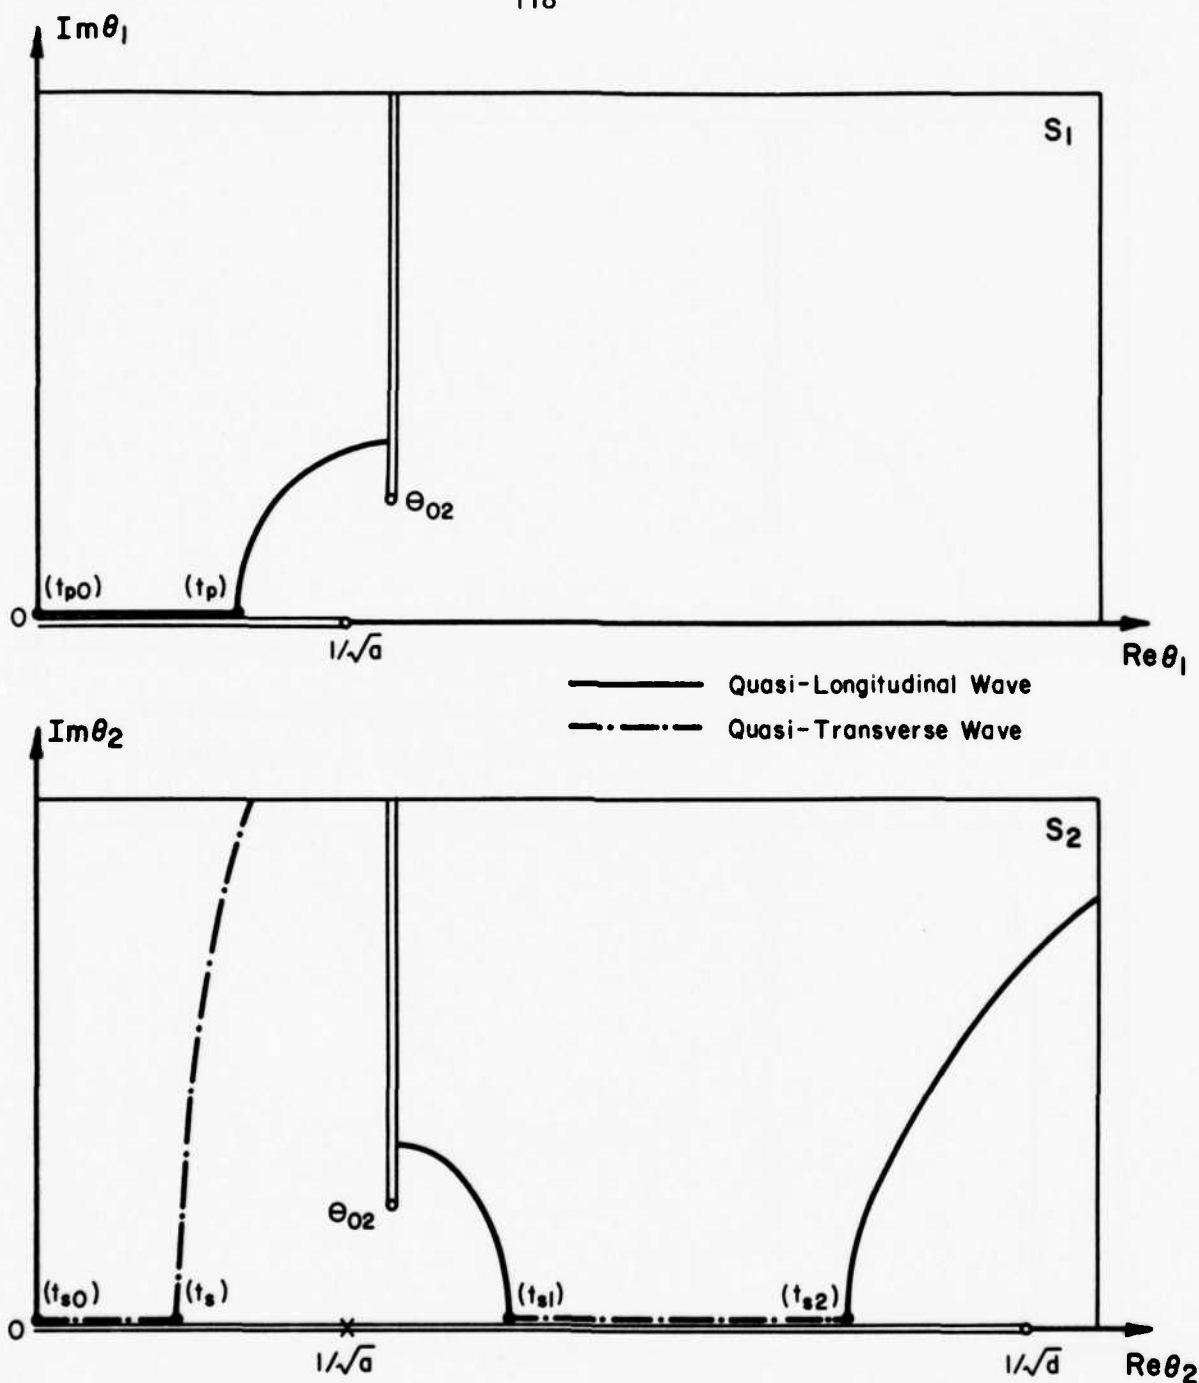 118
Imθ₁
S₁
Θ₀₂
(tₚ₀) (tₚ)
0
1/√a
Reθ₁
Quasi-Longitudinal Wave
Quasi-Transverse Wave
Imθ₂
S₂
Θ₀₂
(tₛ₀) (tₛ) (tₛ₁) (tₛ₂)
0
1/√a 1/√d Reθ₂